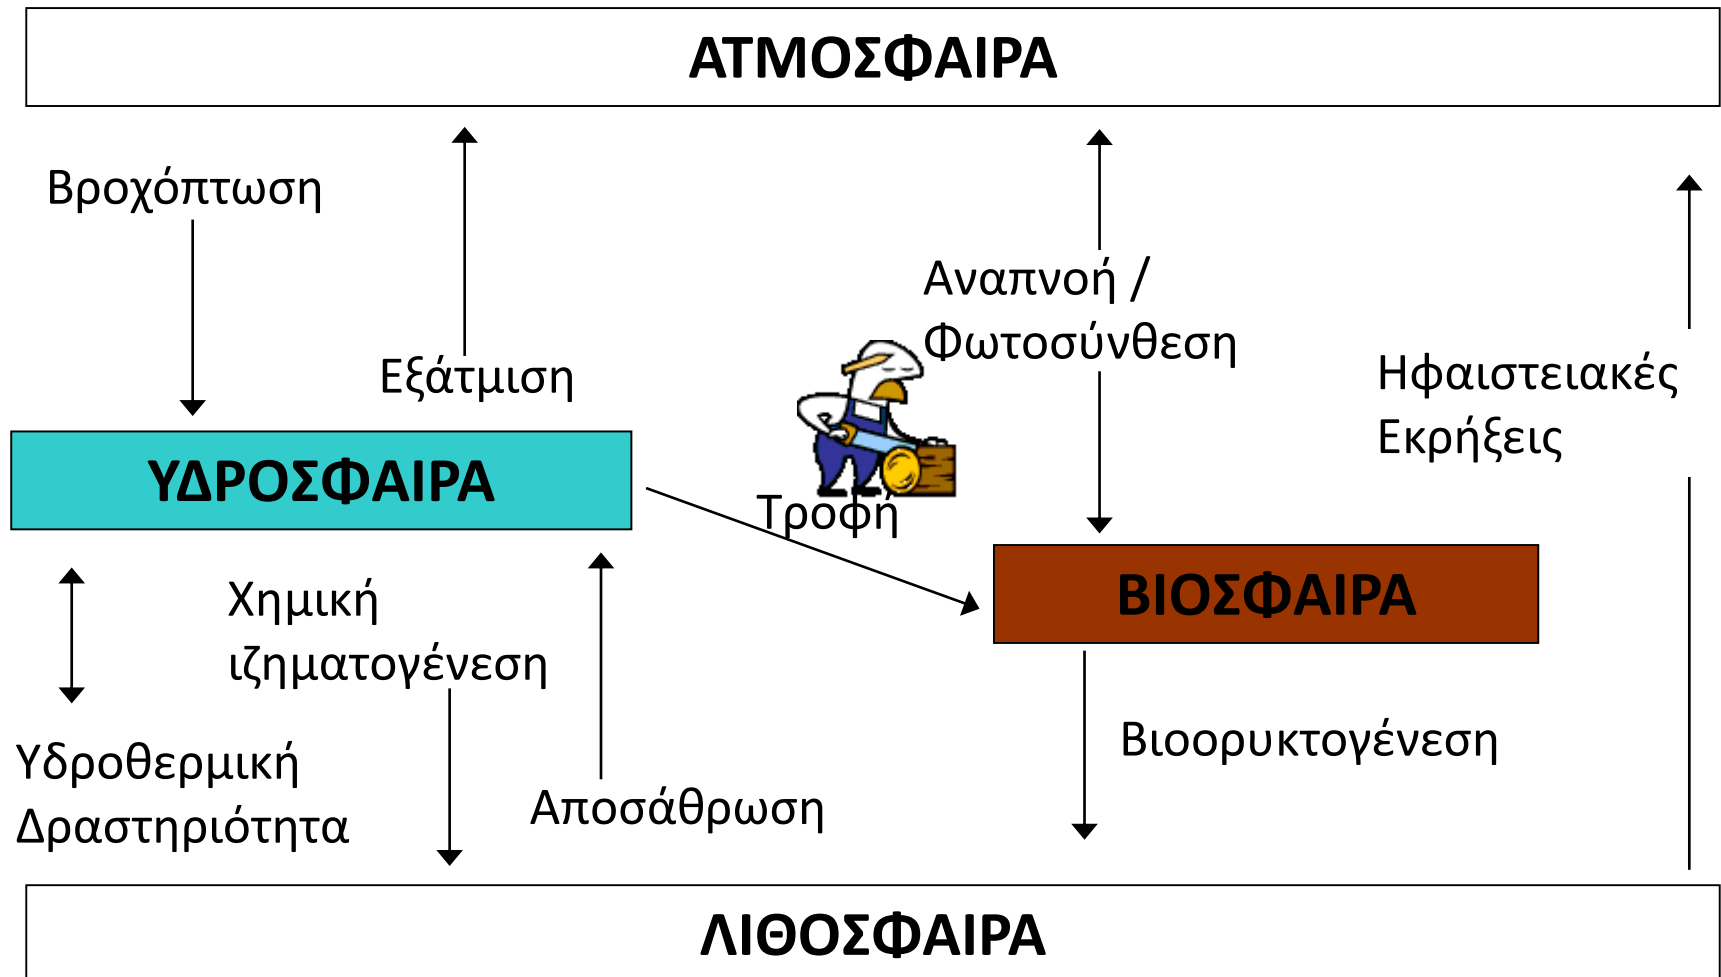 ΑΤΜΟΣΦΑΙΡΑ
Βροχόπτωση
Εξάτμιση
Αναπνοή /
Φωτοσύνθεση
Ηφαιστειακές
Εκρήξεις
ΥΔΡΟΣΦΑΙΡΑ
Τροφή
ΒΙΟΣΦΑΙΡΑ
Χημική
ιζηματογένεση
Υδροθερμική
Δραστηριότητα
Αποσάθρωση
Βιοορυκτογένεση
ΛΙΘΟΣΦΑΙΡΑ